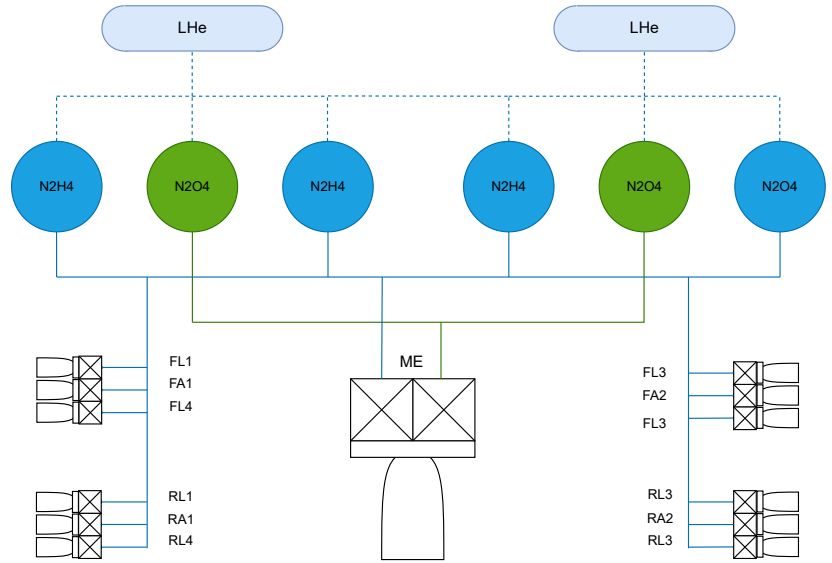 LHe
LHe
N2H4
N2O4
N2H4
N2H4
N2O4
N2O4
FL1
FA1
FL4
ME
FL3
FA2
FL3
RL1
RA1
RL4
RL3
RA2
RL3